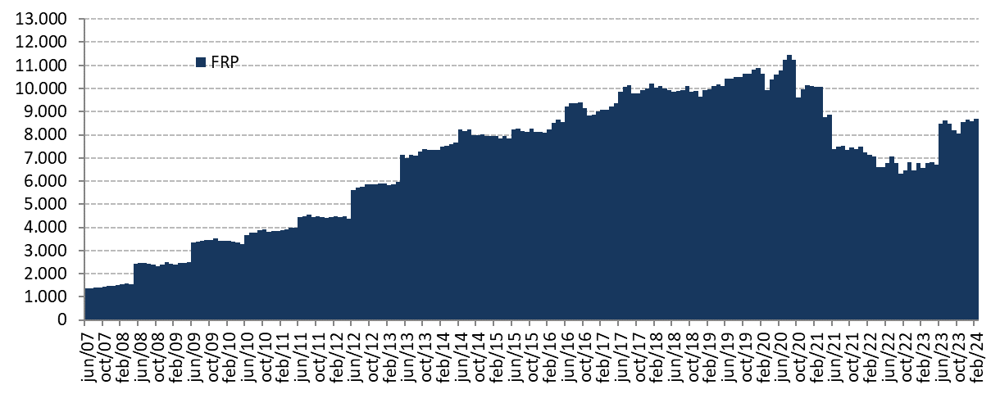 13.000
12.000
11.000
10.000
9.000
8.000
7.000
6.000
5.000
4.000
3.000
2.000
1.000
0
FRP
jun/07
oct/07
feb/08
jun/08
oct/08
feb/09
jun/09
oct/09
feb/10
jun/10
oct/10
feb/11
jun/11
oct/11
feb/12
jun/12
oct/12
feb/13
jun/13
oct/13
feb/14
jun/14
oct/14
feb/15
jun/15
oct/15
feb/16
jun/16
oct/16
feb/17
jun/17
oct/17
feb/18
jun/18
oct/18
feb/19
jun/19
oct/19
feb/20
jun/20
oct/20
feb/21
jun/21
oct/21
feb/22
jun/22
oct/22
feb/23
jun/23
oct/23
feb/24